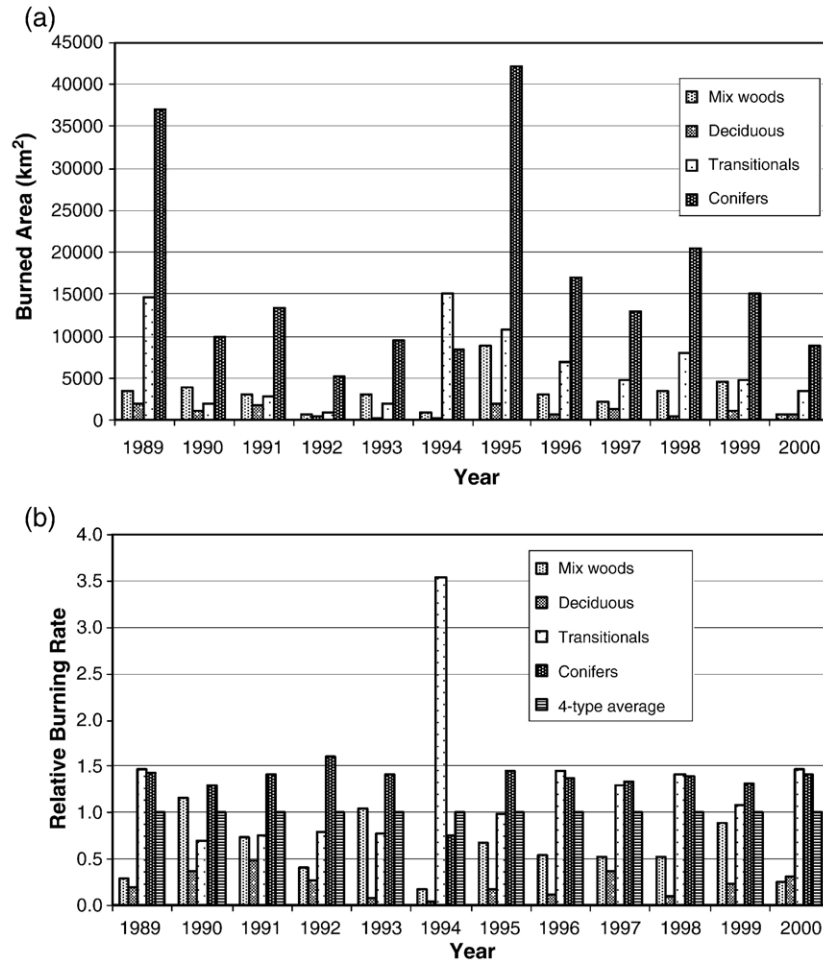 (a)
45000
40000
35000
30000
25000
20000
15000
10000
5000
0
Burned Area (km²)
Mix woods
Deciduous
Transitionals
Conifers
1989 1990 1991 1992 1993 1994 1995 1996 1997 1998 1999 2000
Year
(b)
4.0
3.5
3.0
2.5
2.0
1.5
1.0
0.5
0.0
Relative Burning Rate
Mix woods
Deciduous
Transitionals
Conifers
4-type average
1989 1990 1991 1992 1993 1994 1995 1996 1997 1998 1999 2000
Year